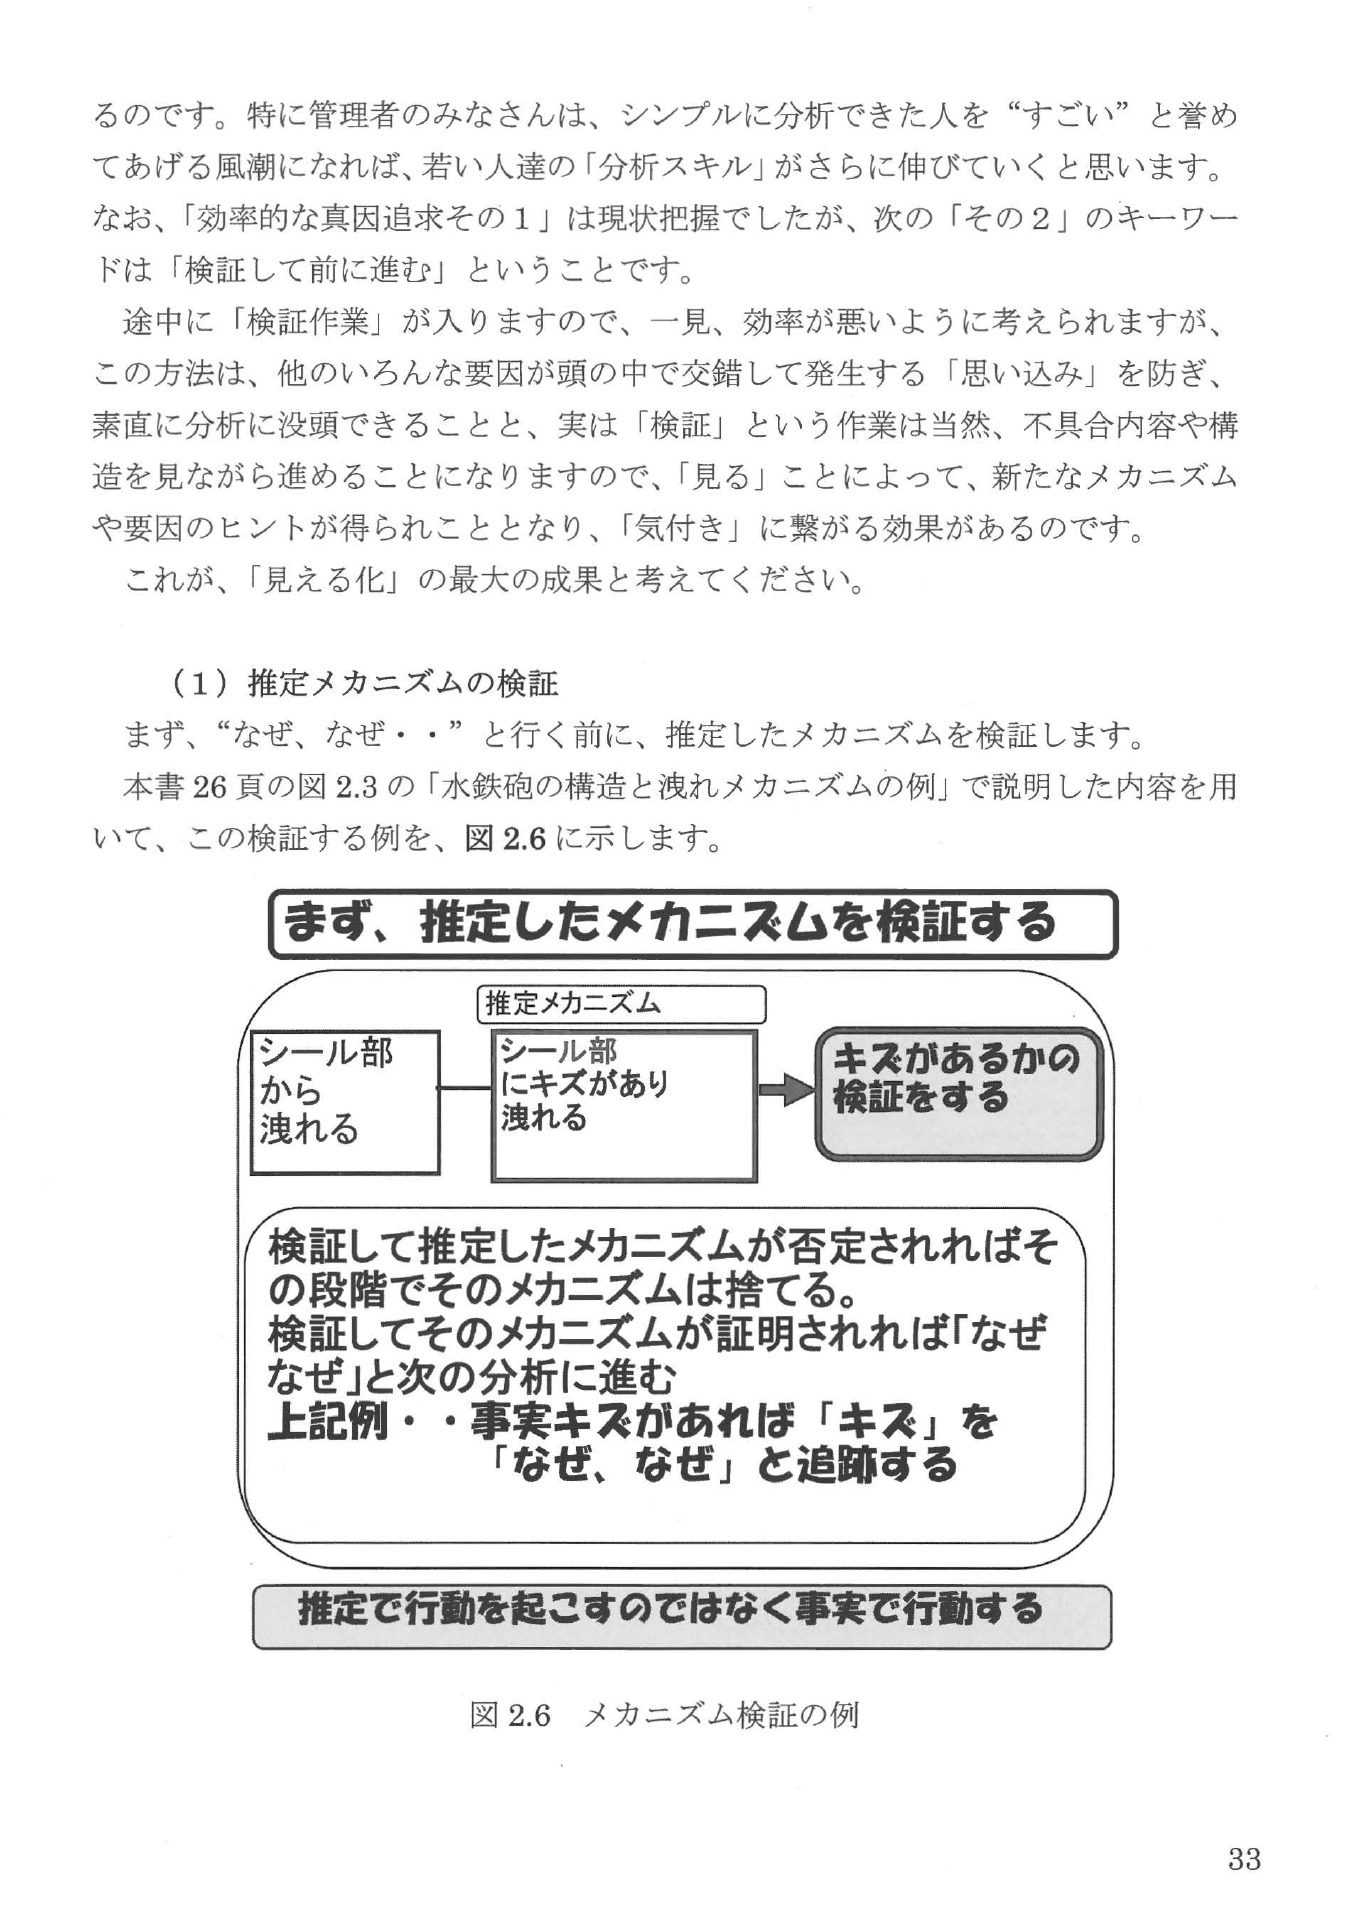 るのです。特に管理者のみなさんは、シンプルに分析できた人を“すごい”と誉め
てあげる風潮になれば、若い人達の「分析スキル」がさらに伸びていくと思います。
なお、「効率的な真因追求その１」は現状把握でしたが、次の「その２」のキーワー
ドは「検証して前に進む」ということです。
途中に「検証作業」が入りますので、一見、効率が悪いように考えられますが、
この方法は、他のいろんな要因が頭の中で交錯して発生する「思い込み」を防ぎ、
素直に分析に没頭できることと、実は「検証」という作業は当然、不具合内容や構
造を見ながら進めることになりますので、「見る」ことによって、新たなメカニズム
や要因のヒントが得られこととなり、「気付き」に繋がる効果があるのです。
これが、「見える化」の最大の成果と考えてください。
（1）推定メカニズムの検証
まず、“なぜ、なぜ・・”と行く前に、推定したメカニズムを検証します。
本書 26 頁の図 2.3 の「水鉄砲の構造と洩れメカニズムの例」で説明した内容を用
いて、この検証する例を、図 2.6 に示します。
まず、推定したメカニズムを検証する
推定メカニズム
シール部
から
洩れる
シール部
にキズがあり
洩れる
キズがあるかの
検証をする
検証して推定したメカニズムが否定されればそ
の段階でそのメカニズムは捨てる。
検証してそのメカニズムが証明されれば「なぜ
なぜ」と次の分析に進む
上記例・・事実キズがあれば「キズ」を
「なぜ、なぜ」と追跡する
推定で行動を起こすのではなく事実で行動する
図 2.6　メカニズム検証の例
33